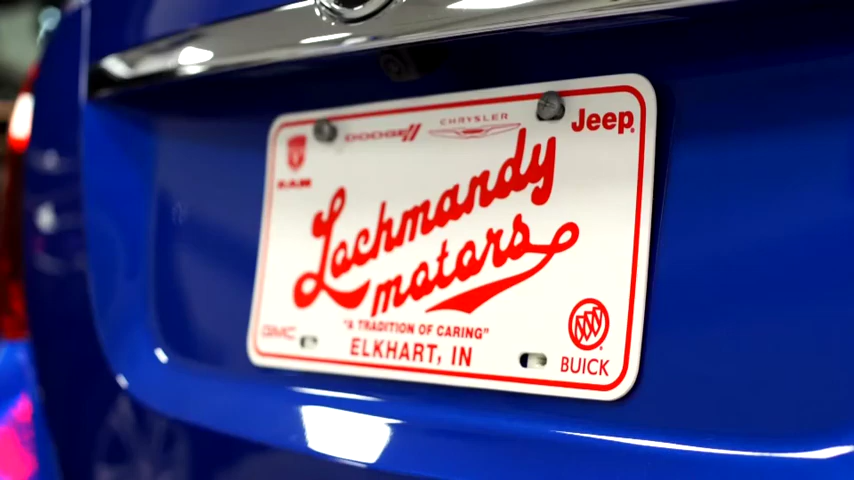 DODGE CHRYSLER Jeep
RAM
Lochmandy
motors
"A TRADITION OF CARING"
GMC ELKHART, IN BUICK